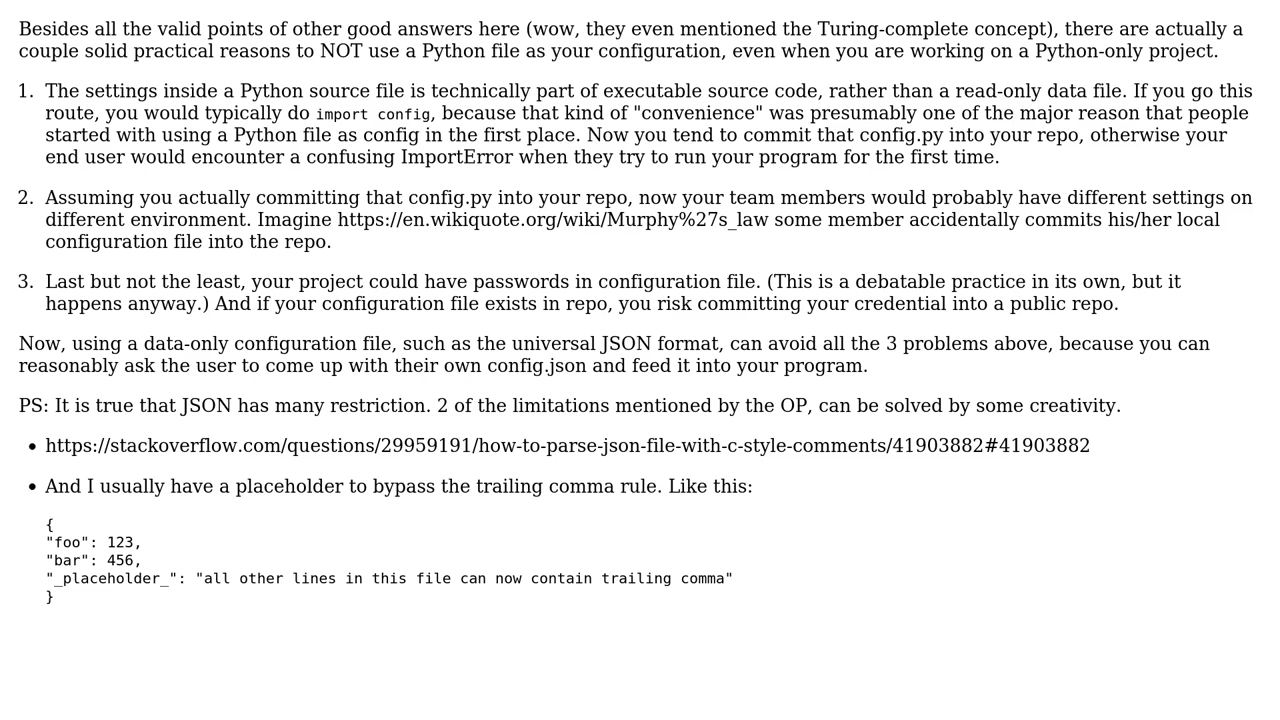 Besides all the valid points of other good answers here (wow, they even mentioned the Turing-complete concept), there are actually a
couple solid practical reasons to NOT use a Python file as your configuration, even when you are working on a Python-only project.
1. The settings inside a Python source file is technically part of executable source code, rather than a read-only data file. If you go this
route, you would typically do import config, because that kind of "convenience" was presumably one of the major reason that people
started with using a Python file as config in the first place. Now you tend to commit that config.py into your repo, otherwise your
end user would encounter a confusing ImportError when they try to run your program for the first time.
2. Assuming you actually committing that config.py into your repo, now your team members would probably have different settings on
different environment. Imagine https://en.wikiquote.org/wiki/Murphy%27s_law some member accidentally commits his/her local
configuration file into the repo.
3. Last but not the least, your project could have passwords in configuration file. (This is a debatable practice in its own, but it
happens anyway.) And if your configuration file exists in repo, you risk committing your credential into a public repo.
Now, using a data-only configuration file, such as the universal JSON format, can avoid all the 3 problems above, because you can
reasonably ask the user to come up with their own config.json and feed it into your program.
PS: It is true that JSON has many restriction. 2 of the limitations mentioned by the OP, can be solved by some creativity.
• https://stackoverflow.com/questions/29959191/how-to-parse-json-file-with-c-style-comments/41903882#41903882
• And I usually have a placeholder to bypass the trailing comma rule. Like this:
{
"foo": 123,
"bar": 456,
"_placeholder_": "all other lines in this file can now contain trailing comma"
}